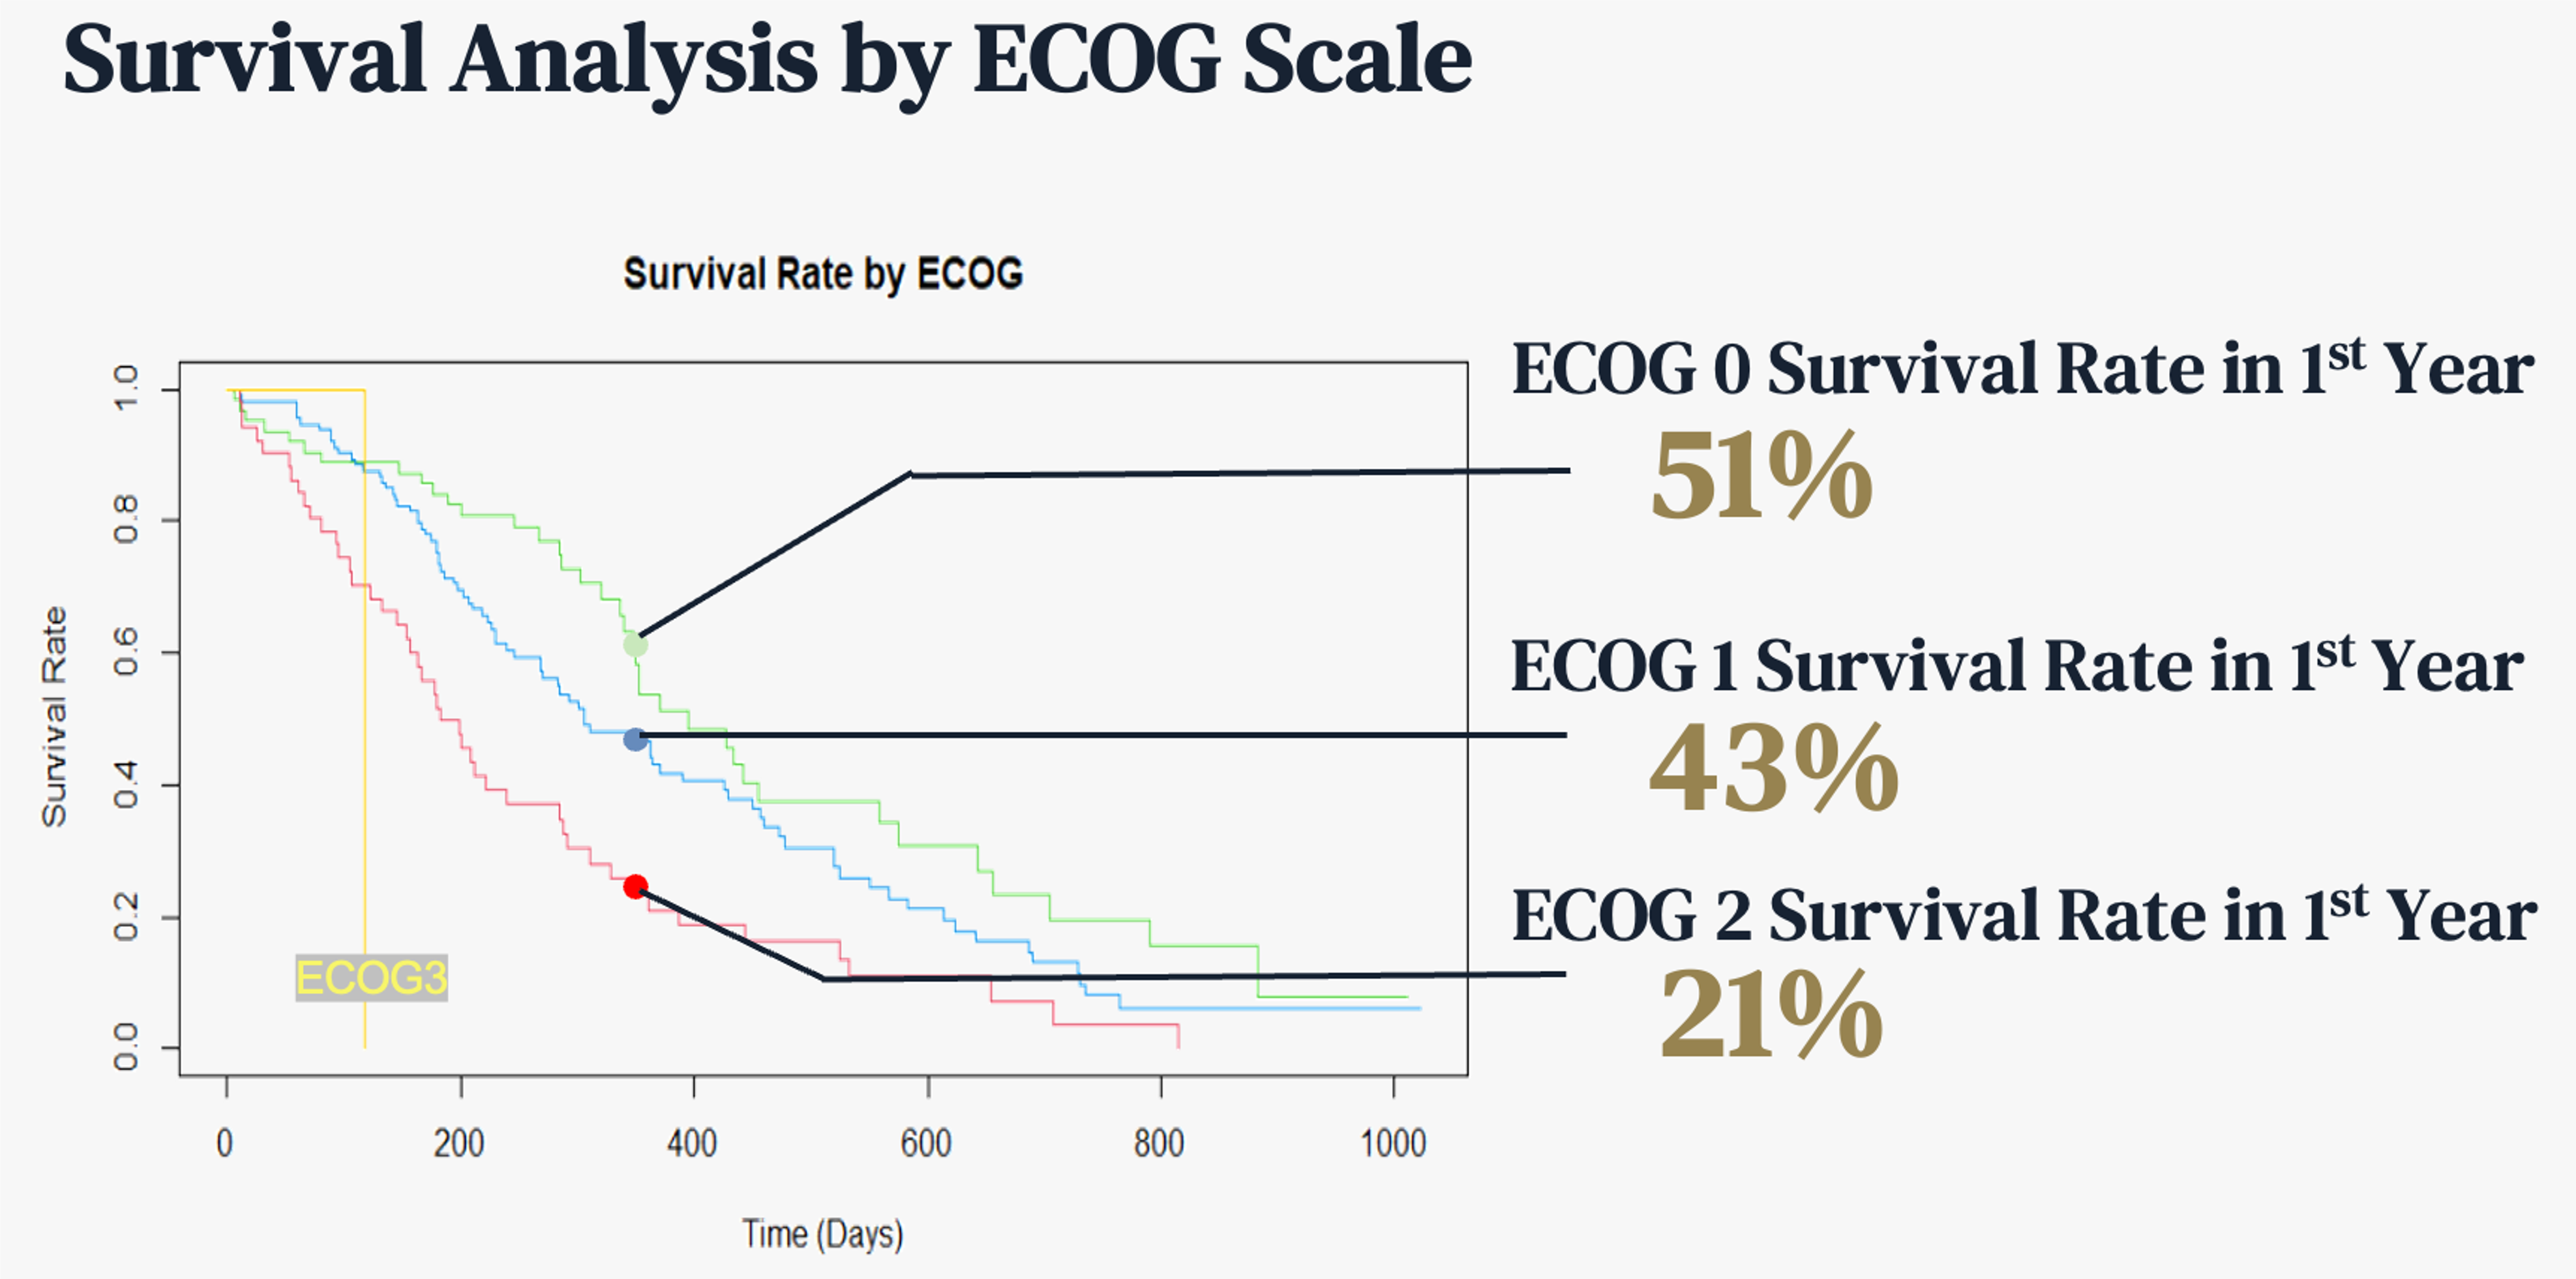 Survival Analysis by ECOG Scale
Survival Rate by ECOG
ECOG 0 Survival Rate in 1st Year
51%
ECOG 1 Survival Rate in 1st Year
43%
ECOG 2 Survival Rate in 1st Year
21%
Survival Rate
1.0
0.8
0.6
0.4
0.2
0.0
ECOG3
0 200 400 600 800 1000
Time (Days)